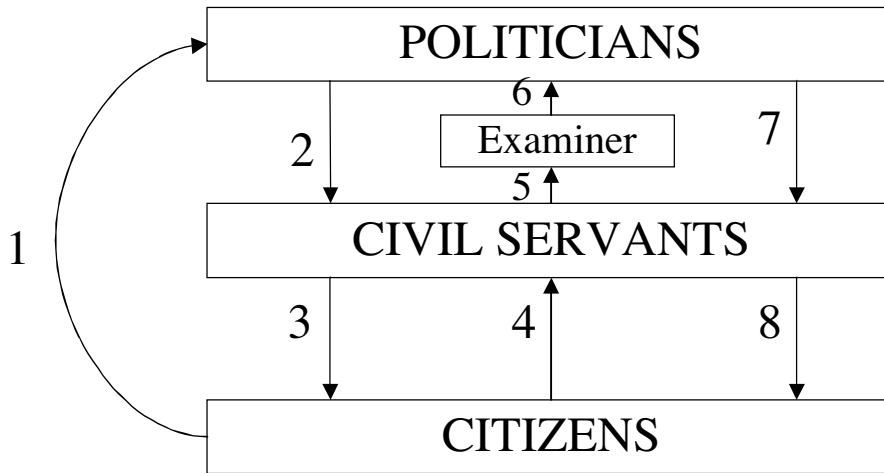 POLITICIANS
6
Examiner
2
7
5
CIVIL SERVANTS
1
3
4
8
CITIZENS